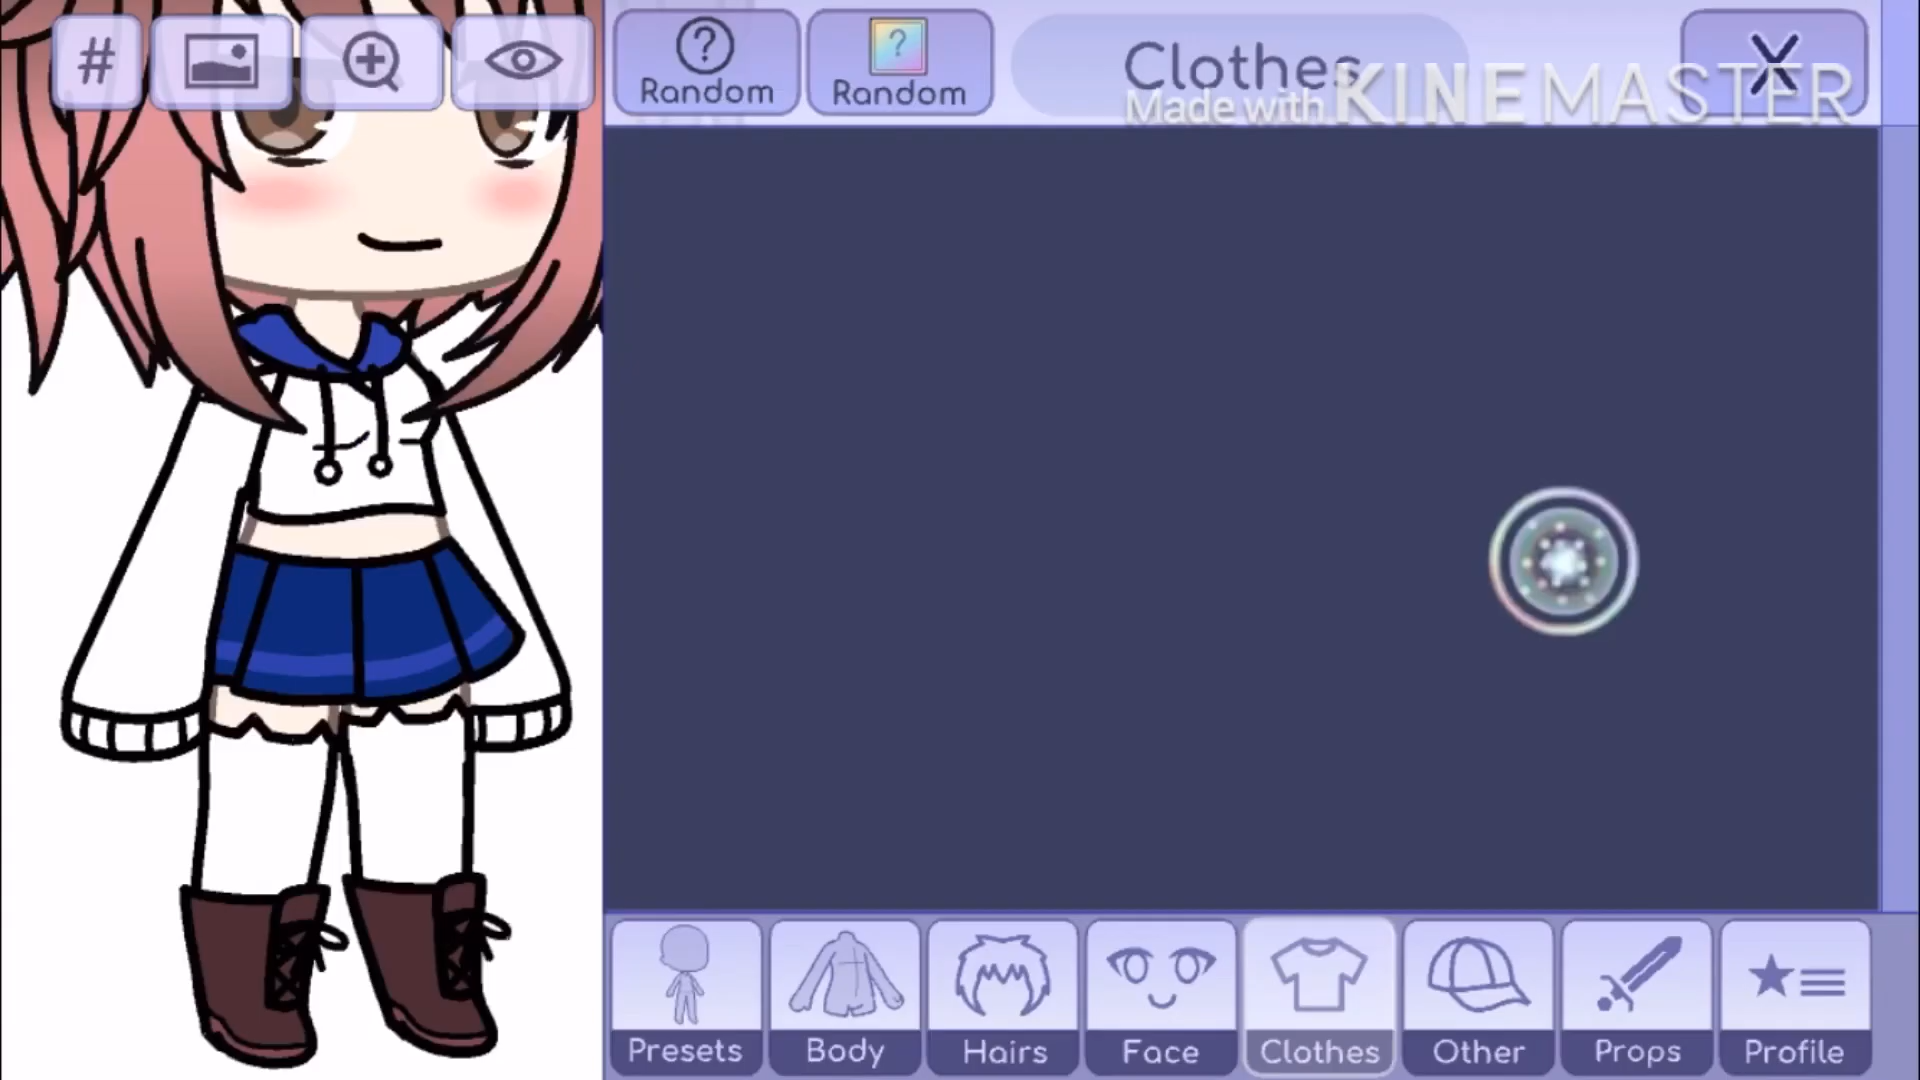 #
? Random
? Random
Clothes
X
Made with KINEMASTER
Presets
Body
Hairs
Face
Clothes
Other
Props
Profile